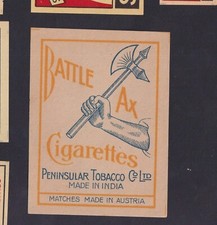 BATTLE AX
Cigarettes
PENINSULAR TOBACCO CO LTD
MADE IN INDIA
MATCHES MADE IN AUSTRIA